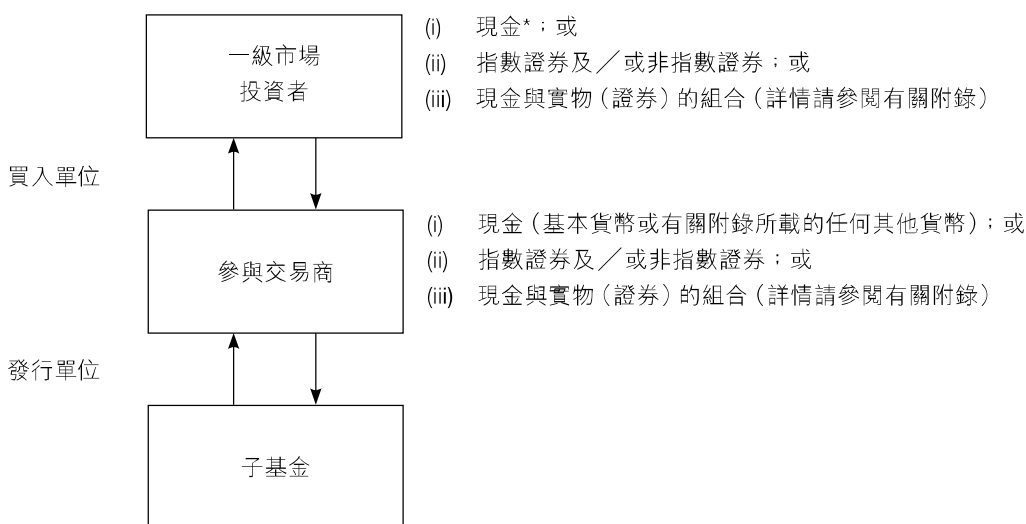 一級市場
投資者
(i) 現金*；或
(ii) 指數證券及／或非指數證券；或
(iii) 現金與實物（證券）的組合（詳情請參閱有關附錄）
買入單位
參與交易商
(i) 現金（基本貨幣或有關附錄所載的任何其他貨幣）；或
(ii) 指數證券及／或非指數證券；或
(iii) 現金與實物（證券）的組合（詳情請參閱有關附錄）
發行單位
子基金